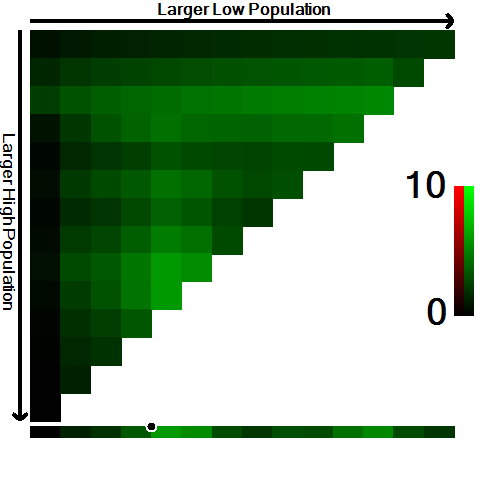 Larger Low Population
Larger High Population
10
0